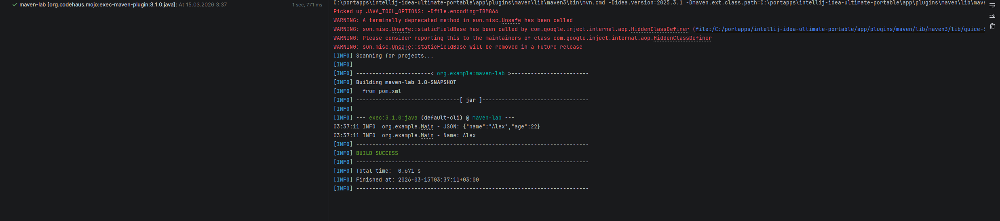 maven-lab [org.codehaus.mojo:exec-maven-plugin:3.1.0:java]: At 15.03.2026 3:37 1 sec, 771 ms
C:\portapps\intellij-idea-ultimate-portable\app\plugins\maven\lib\maven3\bin\mvn.cmd -Didea.version=2025.3.1 -Dmaven.ext.class.path=C:\portapps\intellij-idea-ultimate-portable\app\plugins\maven\lib\mave
Picked up JAVA_TOOL_OPTIONS: -Dfile.encoding=IBM866
WARNING: A terminally deprecated method in sun.misc.Unsafe has been called
WARNING: sun.misc.Unsafe::staticFieldBase has been called by com.google.inject.internal.aop.HiddenClassDefiner (file:/C:/portapps/intellij-idea-ultimate-portable/app/plugins/maven/lib/maven3/lib/guice-5
WARNING: Please consider reporting this to the maintainers of class com.google.inject.internal.aop.HiddenClassDefiner
WARNING: sun.misc.Unsafe::staticFieldBase will be removed in a future release
[INFO] Scanning for projects...
[INFO]
[INFO] -----------------------< org.example:maven-lab >------------------------
[INFO] Building maven-lab 1.0-SNAPSHOT
[INFO]   from pom.xml
[INFO] --------------------------------[ jar ]---------------------------------
[INFO]
[INFO] --- exec:3.1.0:java (default-cli) @ maven-lab ---
03:37:11 INFO  org.example.Main - JSON: {"name":"Alex","age":22}
03:37:11 INFO  org.example.Main - Name: Alex
[INFO] ------------------------------------------------------------------------
[INFO] BUILD SUCCESS
[INFO] ------------------------------------------------------------------------
[INFO] Total time:  0.671 s
[INFO] Finished at: 2026-03-15T03:37:11+03:00
[INFO] ------------------------------------------------------------------------